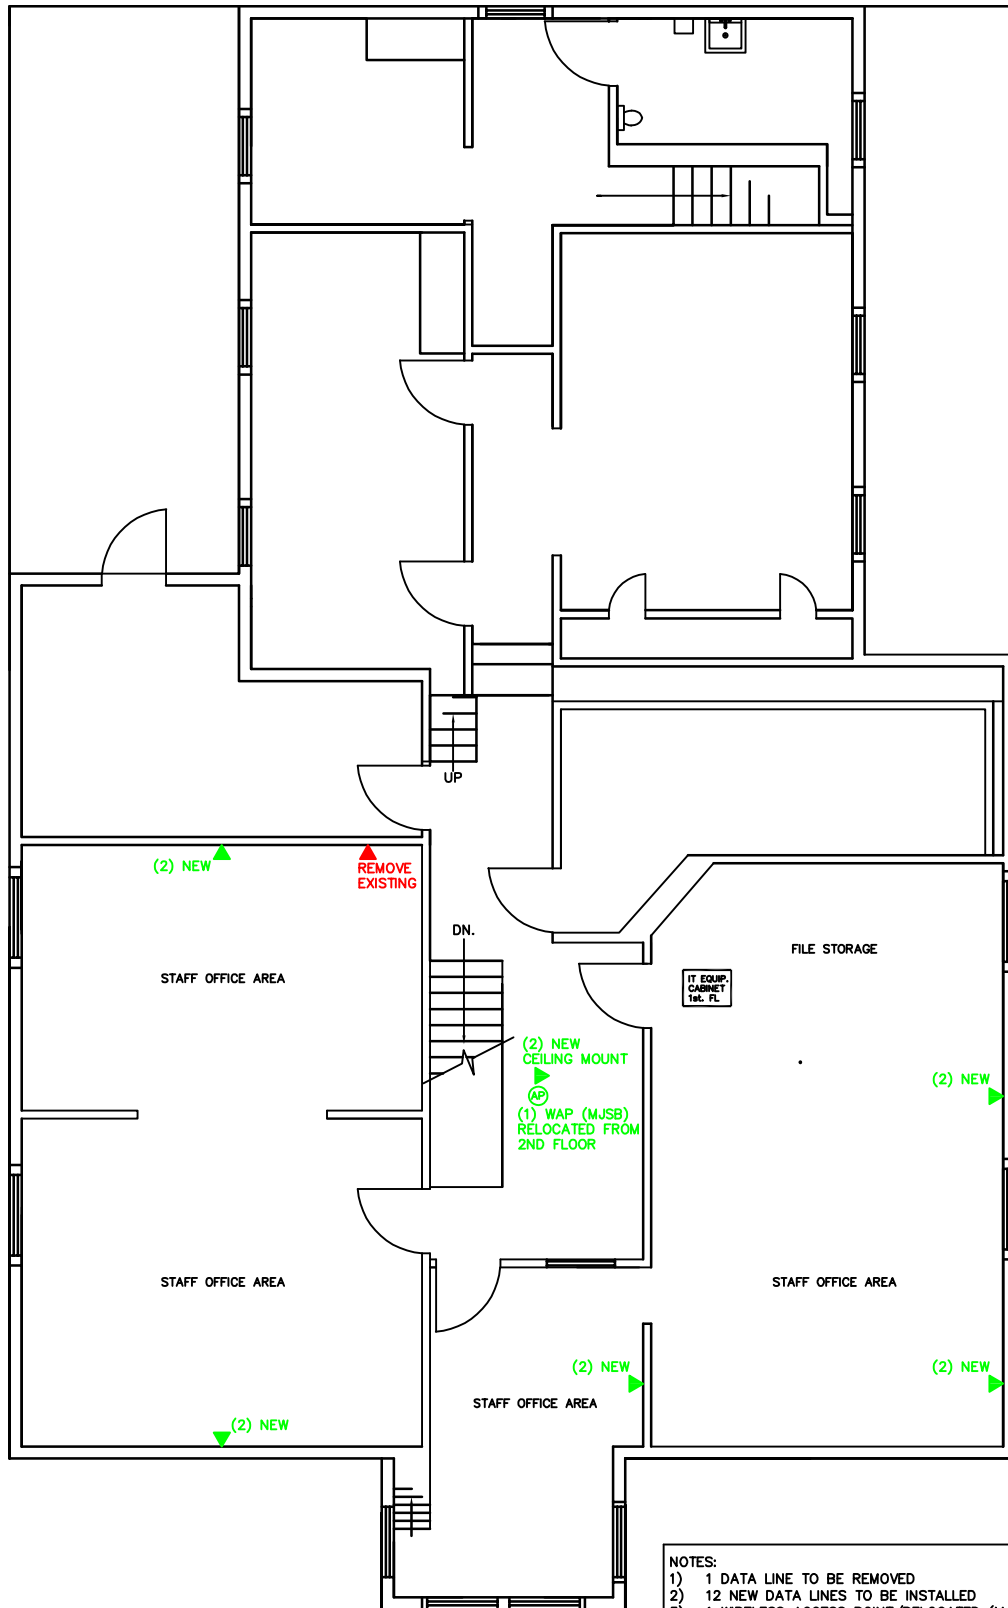 UP
(2) NEW
REMOVE
EXISTING
DN.
FILE STORAGE
STAFF OFFICE AREA
IT EQUIP.
CABINET
1st. FL
(2) NEW
CEILING MOUNT
(2) NEW
AP
(1) WAP (MJSB)
RELOCATED FROM
2ND FLOOR
STAFF OFFICE AREA
STAFF OFFICE AREA
(2) NEW
(2) NEW
STAFF OFFICE AREA
(2) NEW
NOTES:
1) 1 DATA LINE TO BE REMOVED
2) 12 NEW DATA LINES TO BE INSTALLED